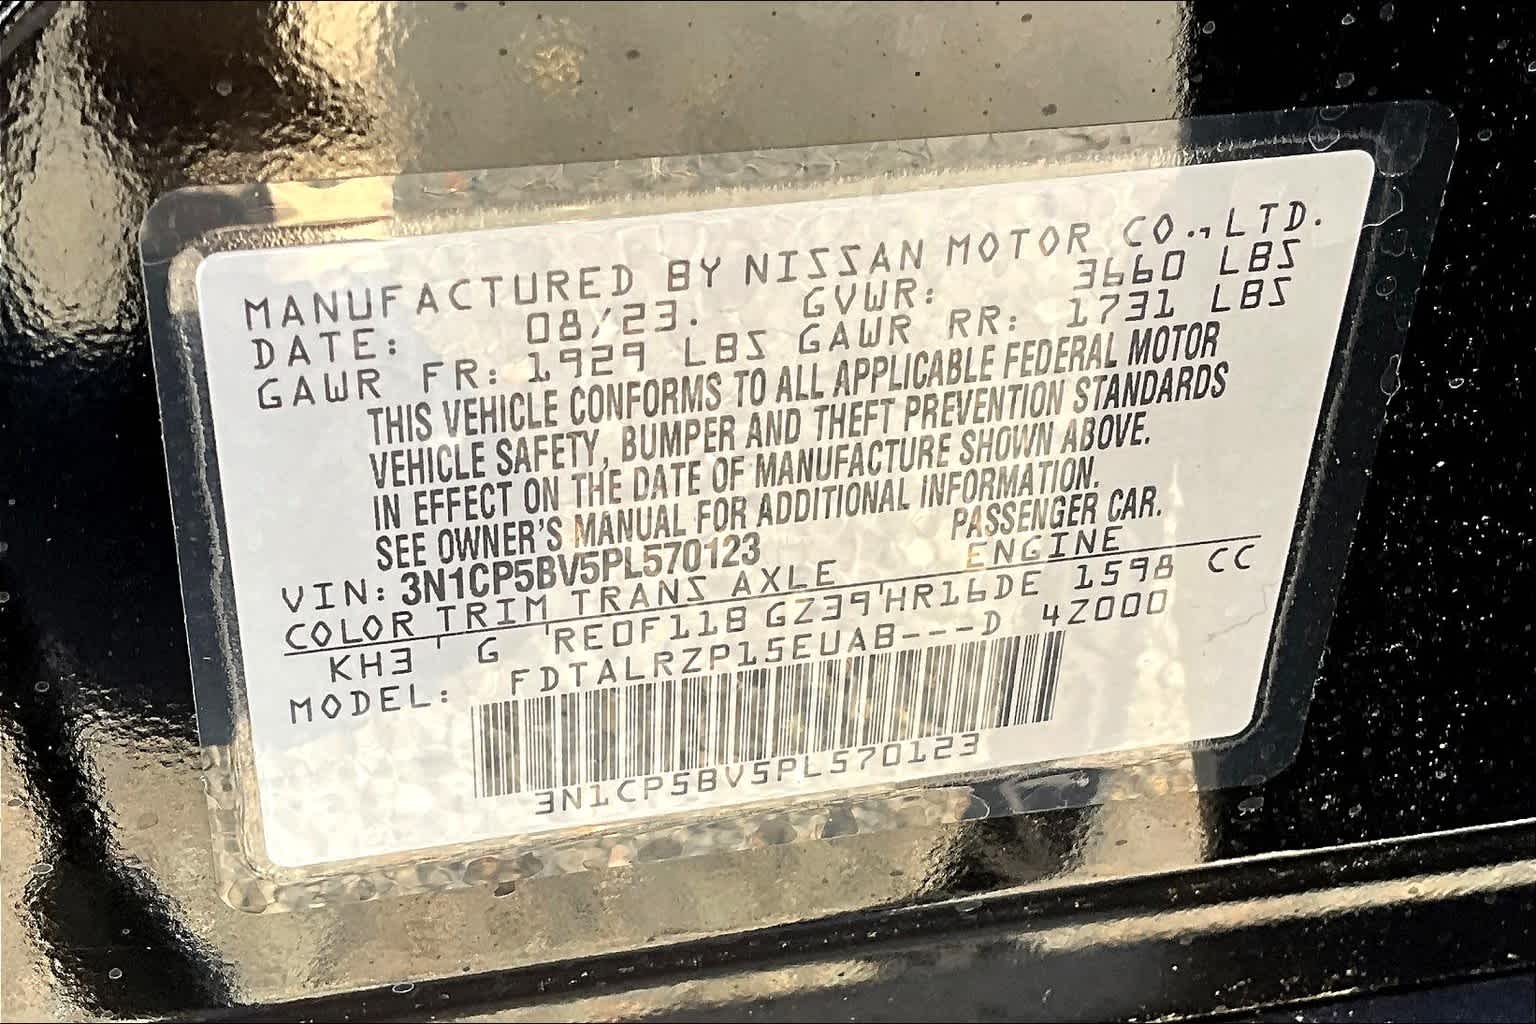 MANUFACTURED BY NISSAN MOTOR CO., LTD.
DATE: 08/23. GVWR: 3660 LBS
GAWR FR: 1929 LBS GAWR RR: 1731 LBS
THIS VEHICLE CONFORMS TO ALL APPLICABLE FEDERAL MOTOR
VEHICLE SAFETY, BUMPER AND THEFT PREVENTION STANDARDS
IN EFFECT ON THE DATE OF MANUFACTURE SHOWN ABOVE.
SEE OWNER'S MANUAL FOR ADDITIONAL INFORMATION.
VIN: 3N1CP5BV5PL570123 PASSENGER CAR.
COLOR TRIM TRANS AXLE ENGINE
KH3 G RE0F11B GZ39 HR16DE 1598 CC
MODEL: FDTALRZP15EUAB---D 4Z000
3N1CP5BV5PL570123